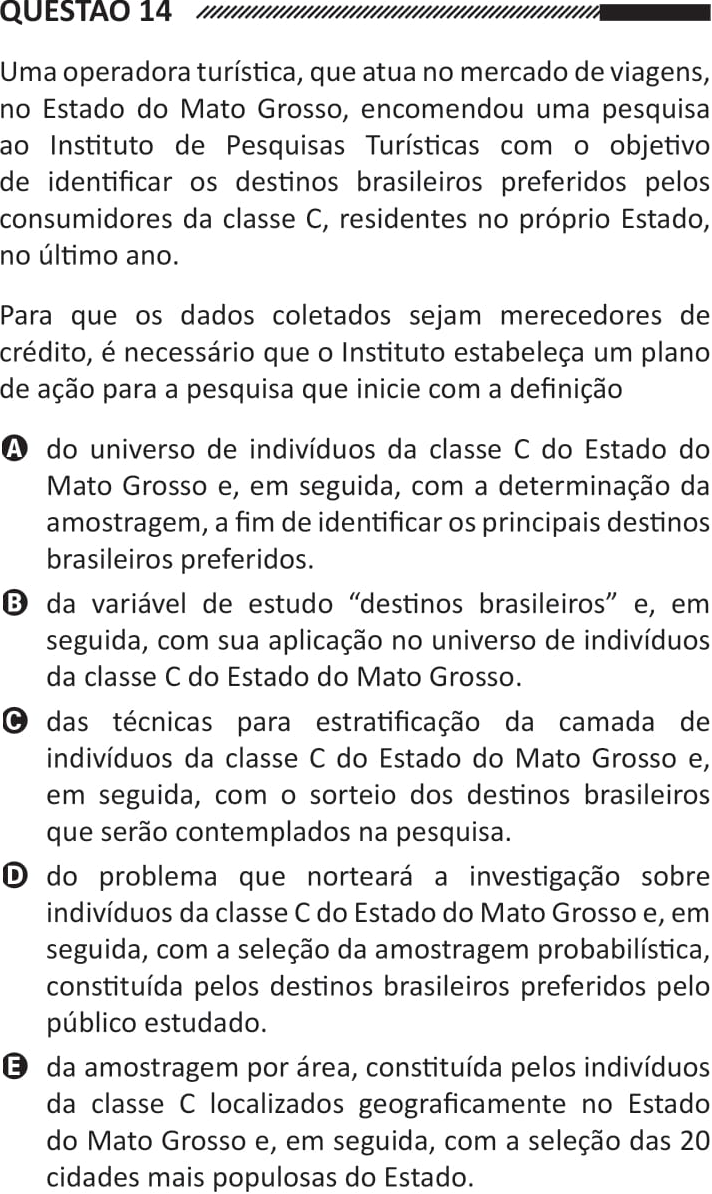 QUESTÃO 14
Uma operadora turística, que atua no mercado de viagens,
no Estado do Mato Grosso, encomendou uma pesquisa
ao Instituto de Pesquisas Turísticas com o objetivo
de identificar os destinos brasileiros preferidos pelos
consumidores da classe C, residentes no próprio Estado,
no último ano.
Para que os dados coletados sejam merecedores de
crédito, é necessário que o Instituto estabeleça um plano
de ação para a pesquisa que inicie com a definição
A do universo de indivíduos da classe C do Estado do
Mato Grosso e, em seguida, com a determinação da
amostragem, a fim de identificar os principais destinos
brasileiros preferidos.
B da variável de estudo “destinos brasileiros” e, em
seguida, com sua aplicação no universo de indivíduos
da classe C do Estado do Mato Grosso.
C das técnicas para estratificação da camada de
indivíduos da classe C do Estado do Mato Grosso e,
em seguida, com o sorteio dos destinos brasileiros
que serão contemplados na pesquisa.
D do problema que norteará a investigação sobre
indivíduos da classe C do Estado do Mato Grosso e, em
seguida, com a seleção da amostragem probabilística,
constituída pelos destinos brasileiros preferidos pelo
público estudado.
E da amostragem por área, constituída pelos indivíduos
da classe C localizados geograficamente no Estado
do Mato Grosso e, em seguida, com a seleção das 20
cidades mais populosas do Estado.